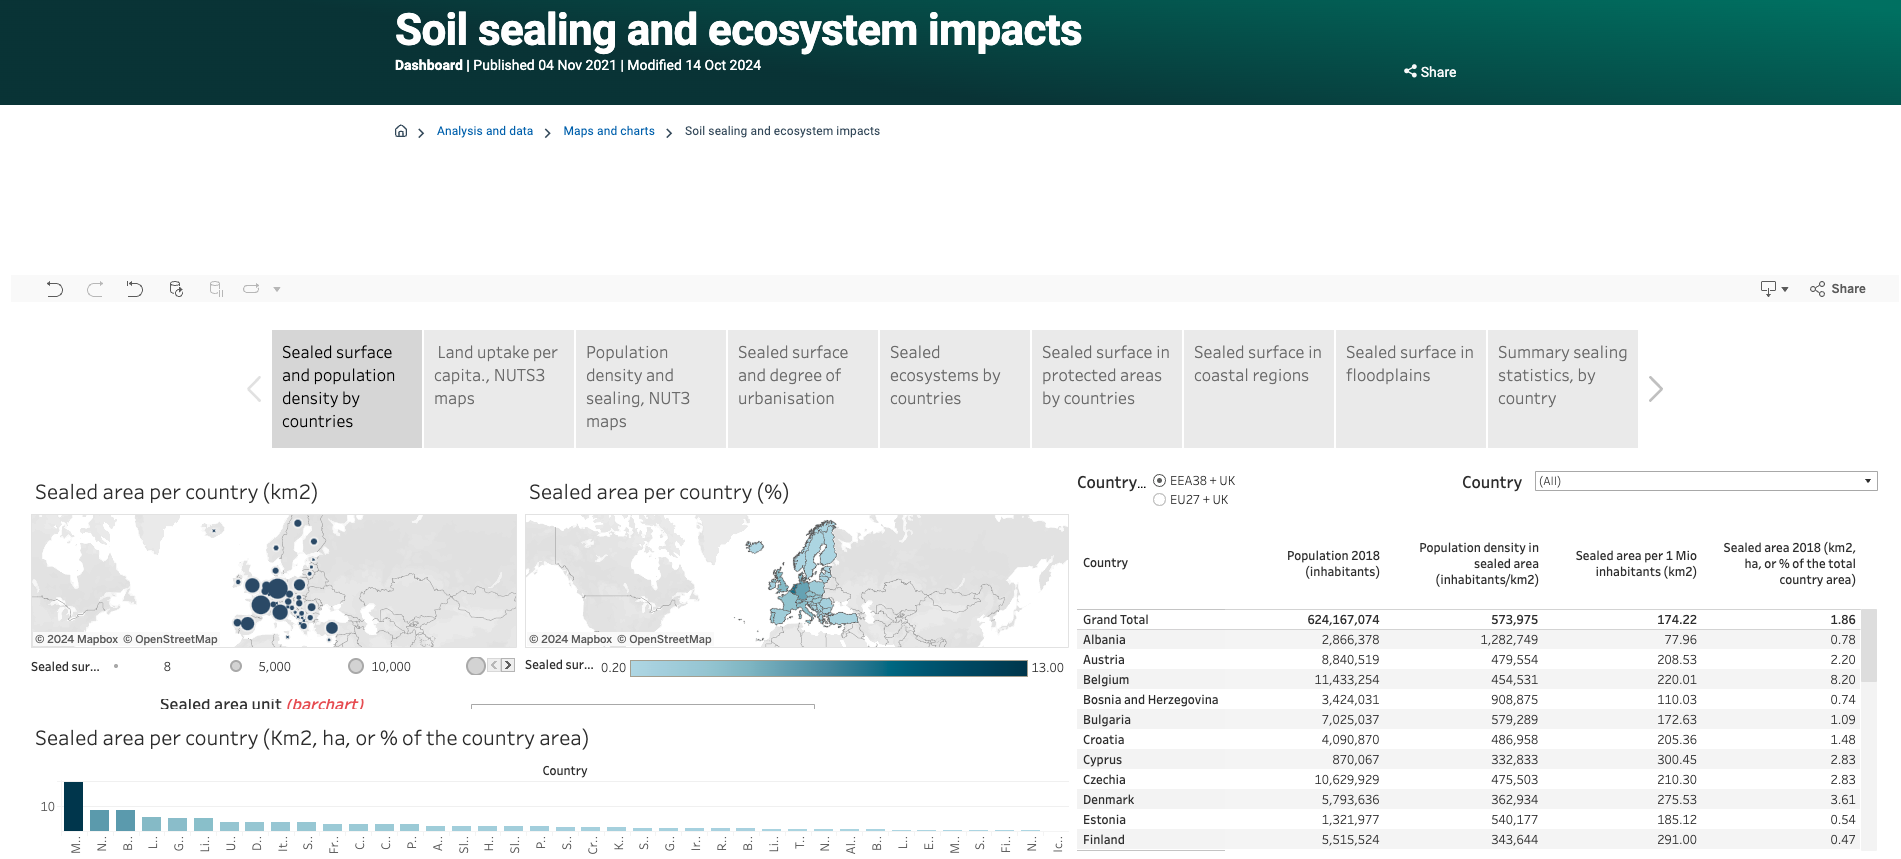 Soil sealing and ecosystem impacts
Dashboard | Published 04 Nov 2021 | Modified 14 Oct 2024
Share
Analysis and data
Maps and charts
Soil sealing and ecosystem impacts
Share
Sealed surface
and population
density by
countries
Land uptake per
capita., NUTS3
maps
Population
density and
sealing, NUT3
maps
Sealed surface
and degree of
urbanisation
Sealed
ecosystems by
countries
Sealed surface in
protected areas
by countries
Sealed surface in
coastal regions
Sealed surface in
floodplains
Summary sealing
statistics, by
country
Sealed area per country (km2)
© 2024 Mapbox © OpenStreetMap
Sealed sur... 8 5,000 10,000
Sealed area per country (%)
© 2024 Mapbox © OpenStreetMap
Sealed sur... 0.20 13.00
Sealed area unit (barchart)
Sealed area per country (Km2, ha, or % of the country area)
Country
10
M.. N.. B.. L.. G.. Li.. U.. D.. It.. S.. Fr.. C.. C.. P.. A.. Sl.. H.. Sl.. P.. S.. Cr.. K.. S.. G.. Ir.. R.. B.. Li.. T.. N.. Al.. B.. L.. E.. M.. S.. Fi.. N.. Ic..
Country... EEA38 + UK
EU27 + UK
Country (All)
Country
Population 2018
(inhabitants)
Population density in
sealed area
(inhabitants/km2)
Sealed area per 1 Mio
inhabitants (km2)
Sealed area 2018 (km2,
ha, or % of the total
country area)
Grand Total 624,167,074 573,975 174.22 1.86
Albania 2,866,378 1,282,749 77.96 0.78
Austria 8,840,519 479,554 208.53 2.20
Belgium 11,433,254 454,531 220.01 8.20
Bosnia and Herzegovina 3,424,031 908,875 110.03 0.74
Bulgaria 7,025,037 579,289 172.63 1.09
Croatia 4,090,870 486,958 205.36 1.48
Cyprus 870,067 332,833 300.45 2.83
Czechia 10,629,929 475,503 210.30 2.83
Denmark 5,793,636 362,934 275.53 3.61
Estonia 1,321,977 540,177 185.12 0.54
Finland 5,515,524 343,644 291.00 0.47